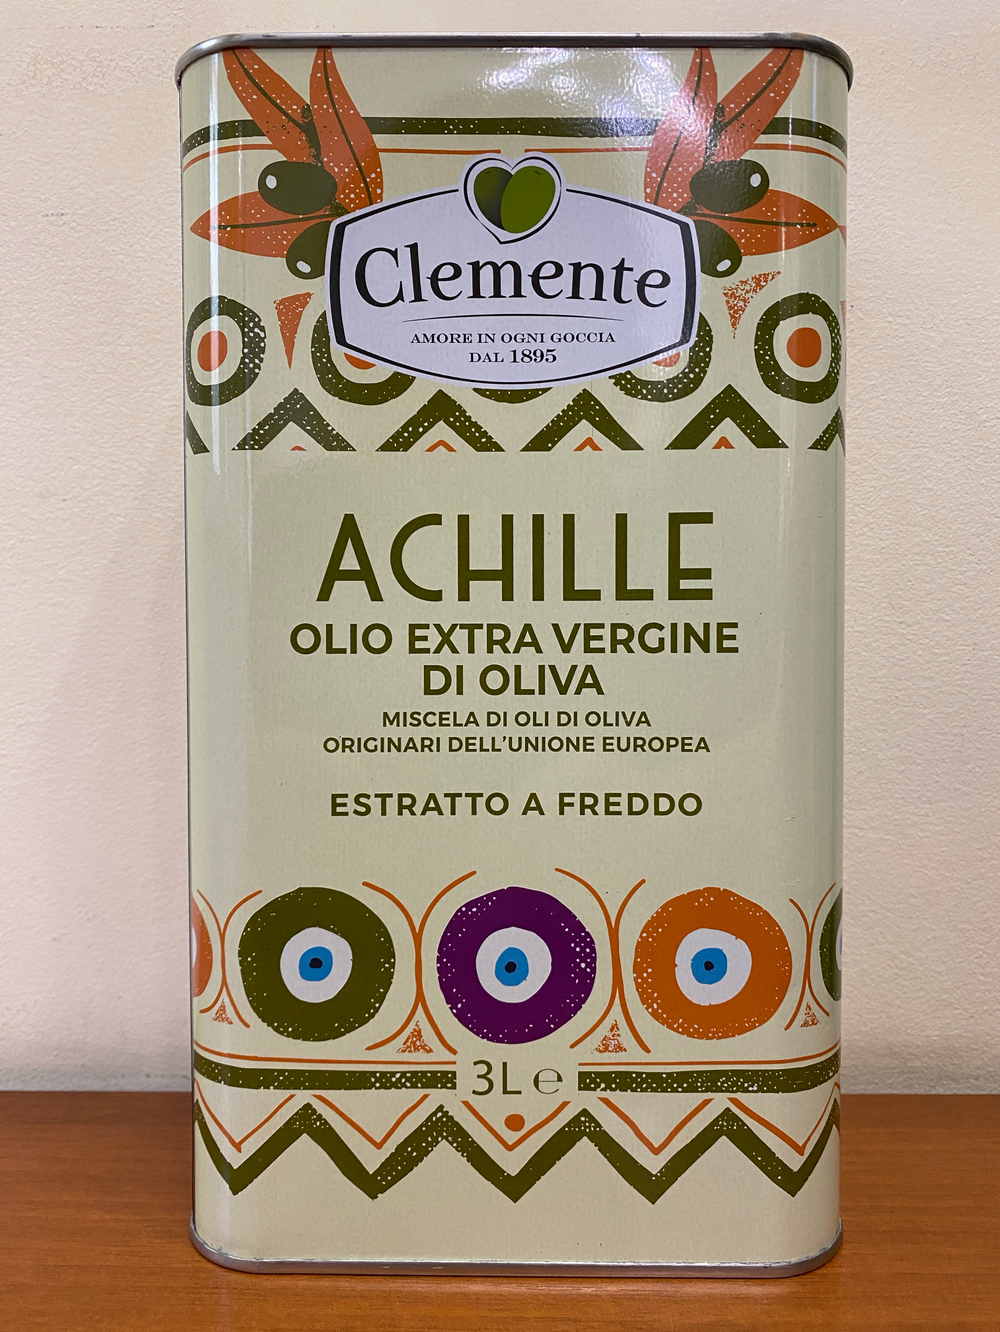 Clemente
AMORE IN OGNI GOCCIA
DAL 1895
ACHILLE
OLIO EXTRA VERGINE
DI OLIVA
MISCELA DI OLI DI OLIVA
ORIGINARI DELL'UNIONE EUROPEA
ESTRATTO A FREDDO
3L ℮